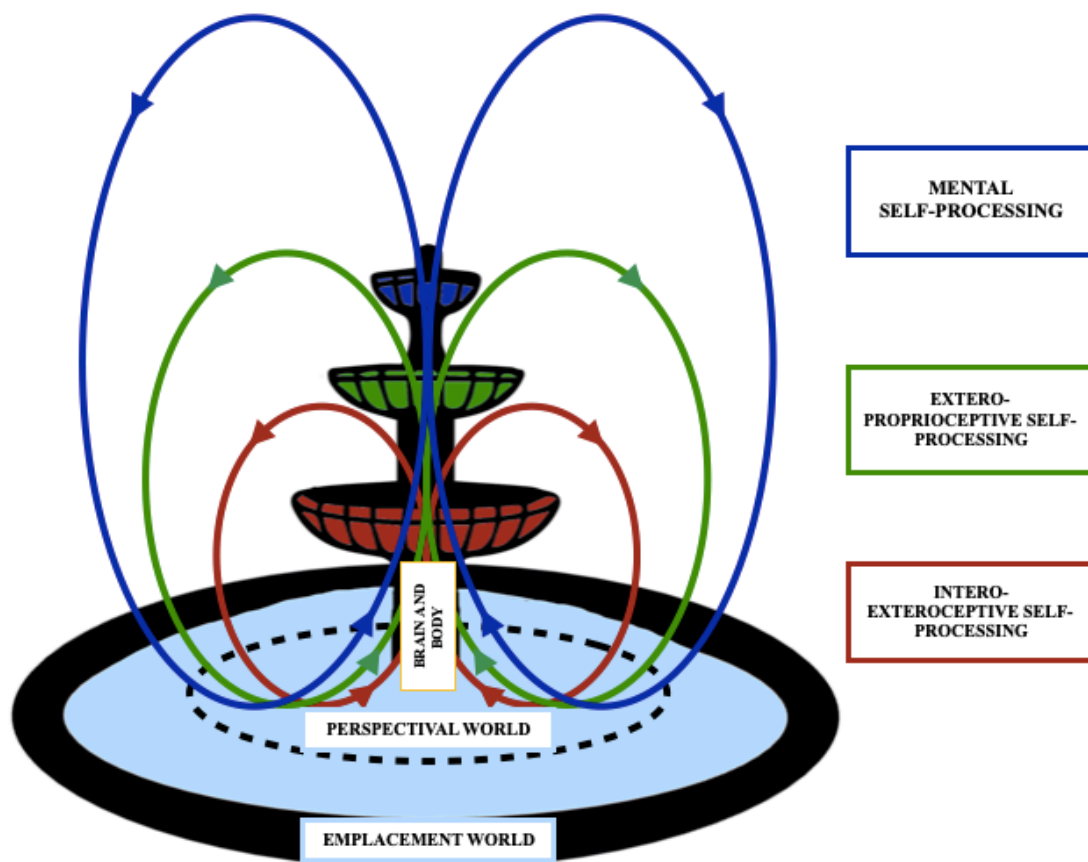 MENTAL
SELF-PROCESSING
EXTERO-
PROPRIOCEPTIVE SELF-
PROCESSING
INTERO-
EXTEROCEPTIVE SELF-
PROCESSING
BRAIN AND
BODY
PERSPECTIVAL WORLD
EMPLACEMENT WORLD